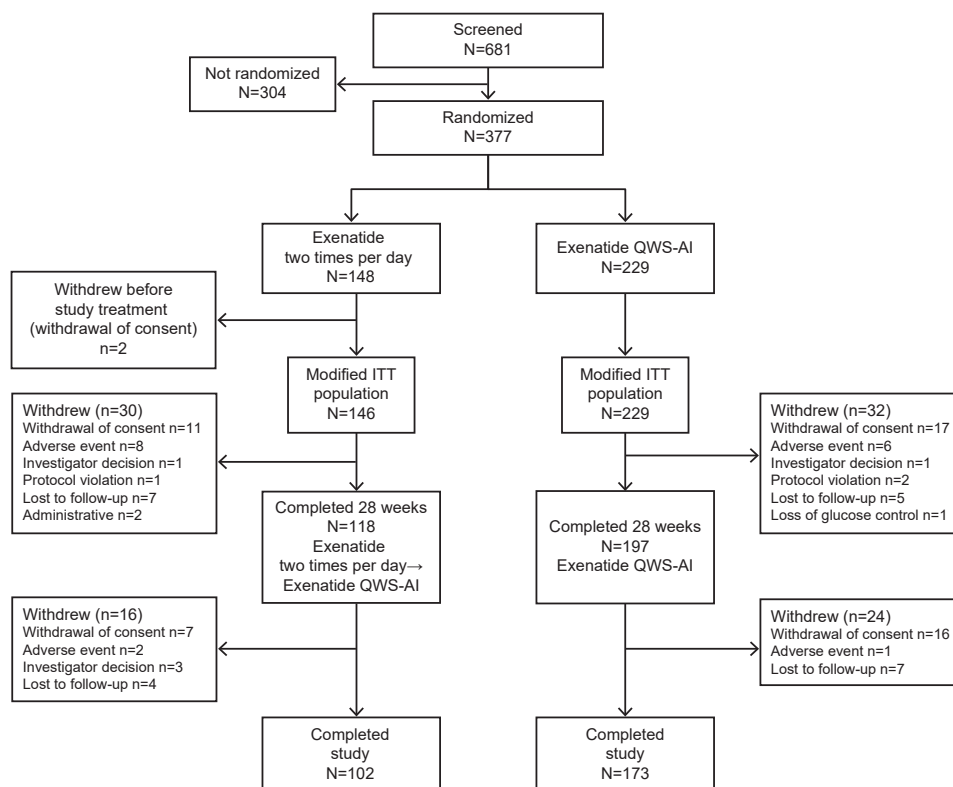 Screened
N=681
Not randomized
N=304
Randomized
N=377
Exenatide
two times per day
N=148
Exenatide QWS-AI
N=229
Withdrew before
study treatment
(withdrawal of consent)
n=2
Modified ITT
population
N=146
Modified ITT
population
N=229
Withdrew (n=30)
Withdrawal of consent n=11
Adverse event n=8
Investigator decision n=1
Protocol violation n=1
Lost to follow-up n=7
Administrative n=2
Withdrew (n=32)
Withdrawal of consent n=17
Adverse event n=6
Investigator decision n=1
Protocol violation n=2
Lost to follow-up n=5
Loss of glucose control n=1
Completed 28 weeks
N=118
Exenatide
two times per day→
Exenatide QWS-AI
Completed 28 weeks
N=197
Exenatide QWS-AI
Withdrew (n=16)
Withdrawal of consent n=7
Adverse event n=2
Investigator decision n=3
Lost to follow-up n=4
Withdrew (n=24)
Withdrawal of consent n=16
Adverse event n=1
Lost to follow-up n=7
Completed
study
N=102
Completed
study
N=173